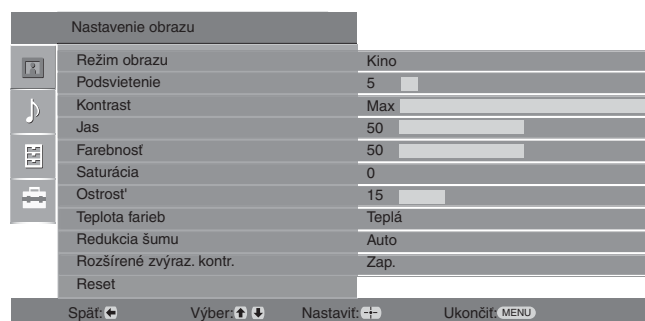 Nastavenie obrazu
Režim obrazu Kino
Podsvietenie 5
Kontrast Max
Jas 50
Farebnosť 50
Saturácia 0
Ostrosť' 15
Teplota farieb Teplá
Redukcia šumu Auto
Rozšírené zvýraz. kontr. Zap.
Reset
Späť: Výber: Nastaviť: Ukončiť: MENU